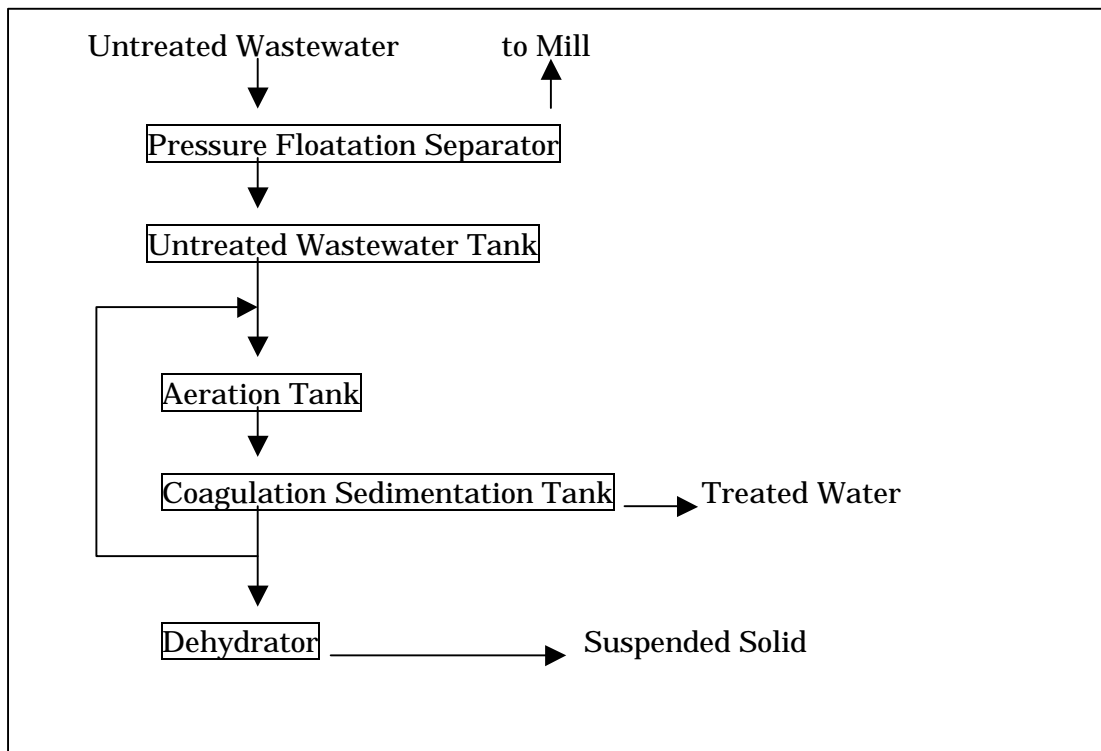 Untreated Wastewater to Mill
Pressure Floatation Separator
Untreated Wastewater Tank
Aeration Tank
Coagulation Sedimentation Tank Treated Water
Dehydrator Suspended Solid